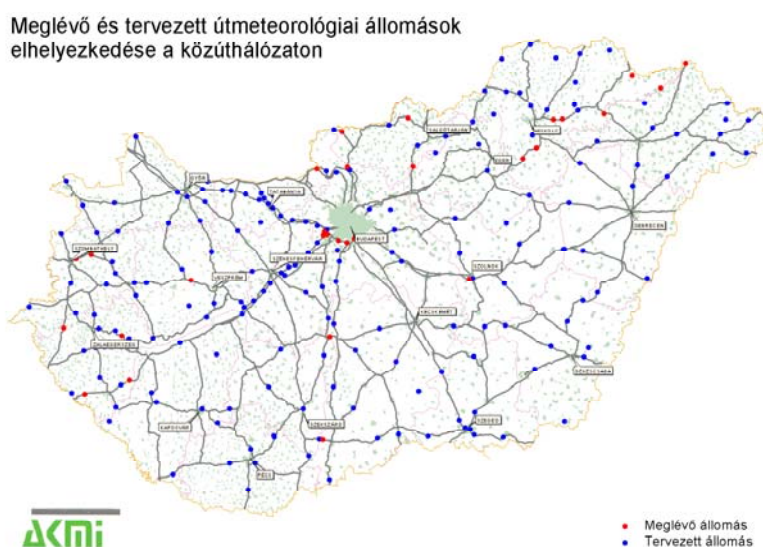 Meglévő és tervezett útmeteorológiai állomások
elhelyezkedése a közúthálózaton
SALGÓTARJÁN
MISKOLC
EGER
GYŐR
TATABÁNYA
DEBRECEN
BUDAPEST
SZOMBATHELY
SZÉKESFEHÉRVÁR
SZOLNOK
VESZPRÉM
KECSKEMÉT
ZALAEGERSZEG
BÉKÉSCSABA
KAPOSVÁR
SZEKSZÁRD
SZEGED
PÉCS
ÁKMI
Meglévő állomás
Tervezett állomás